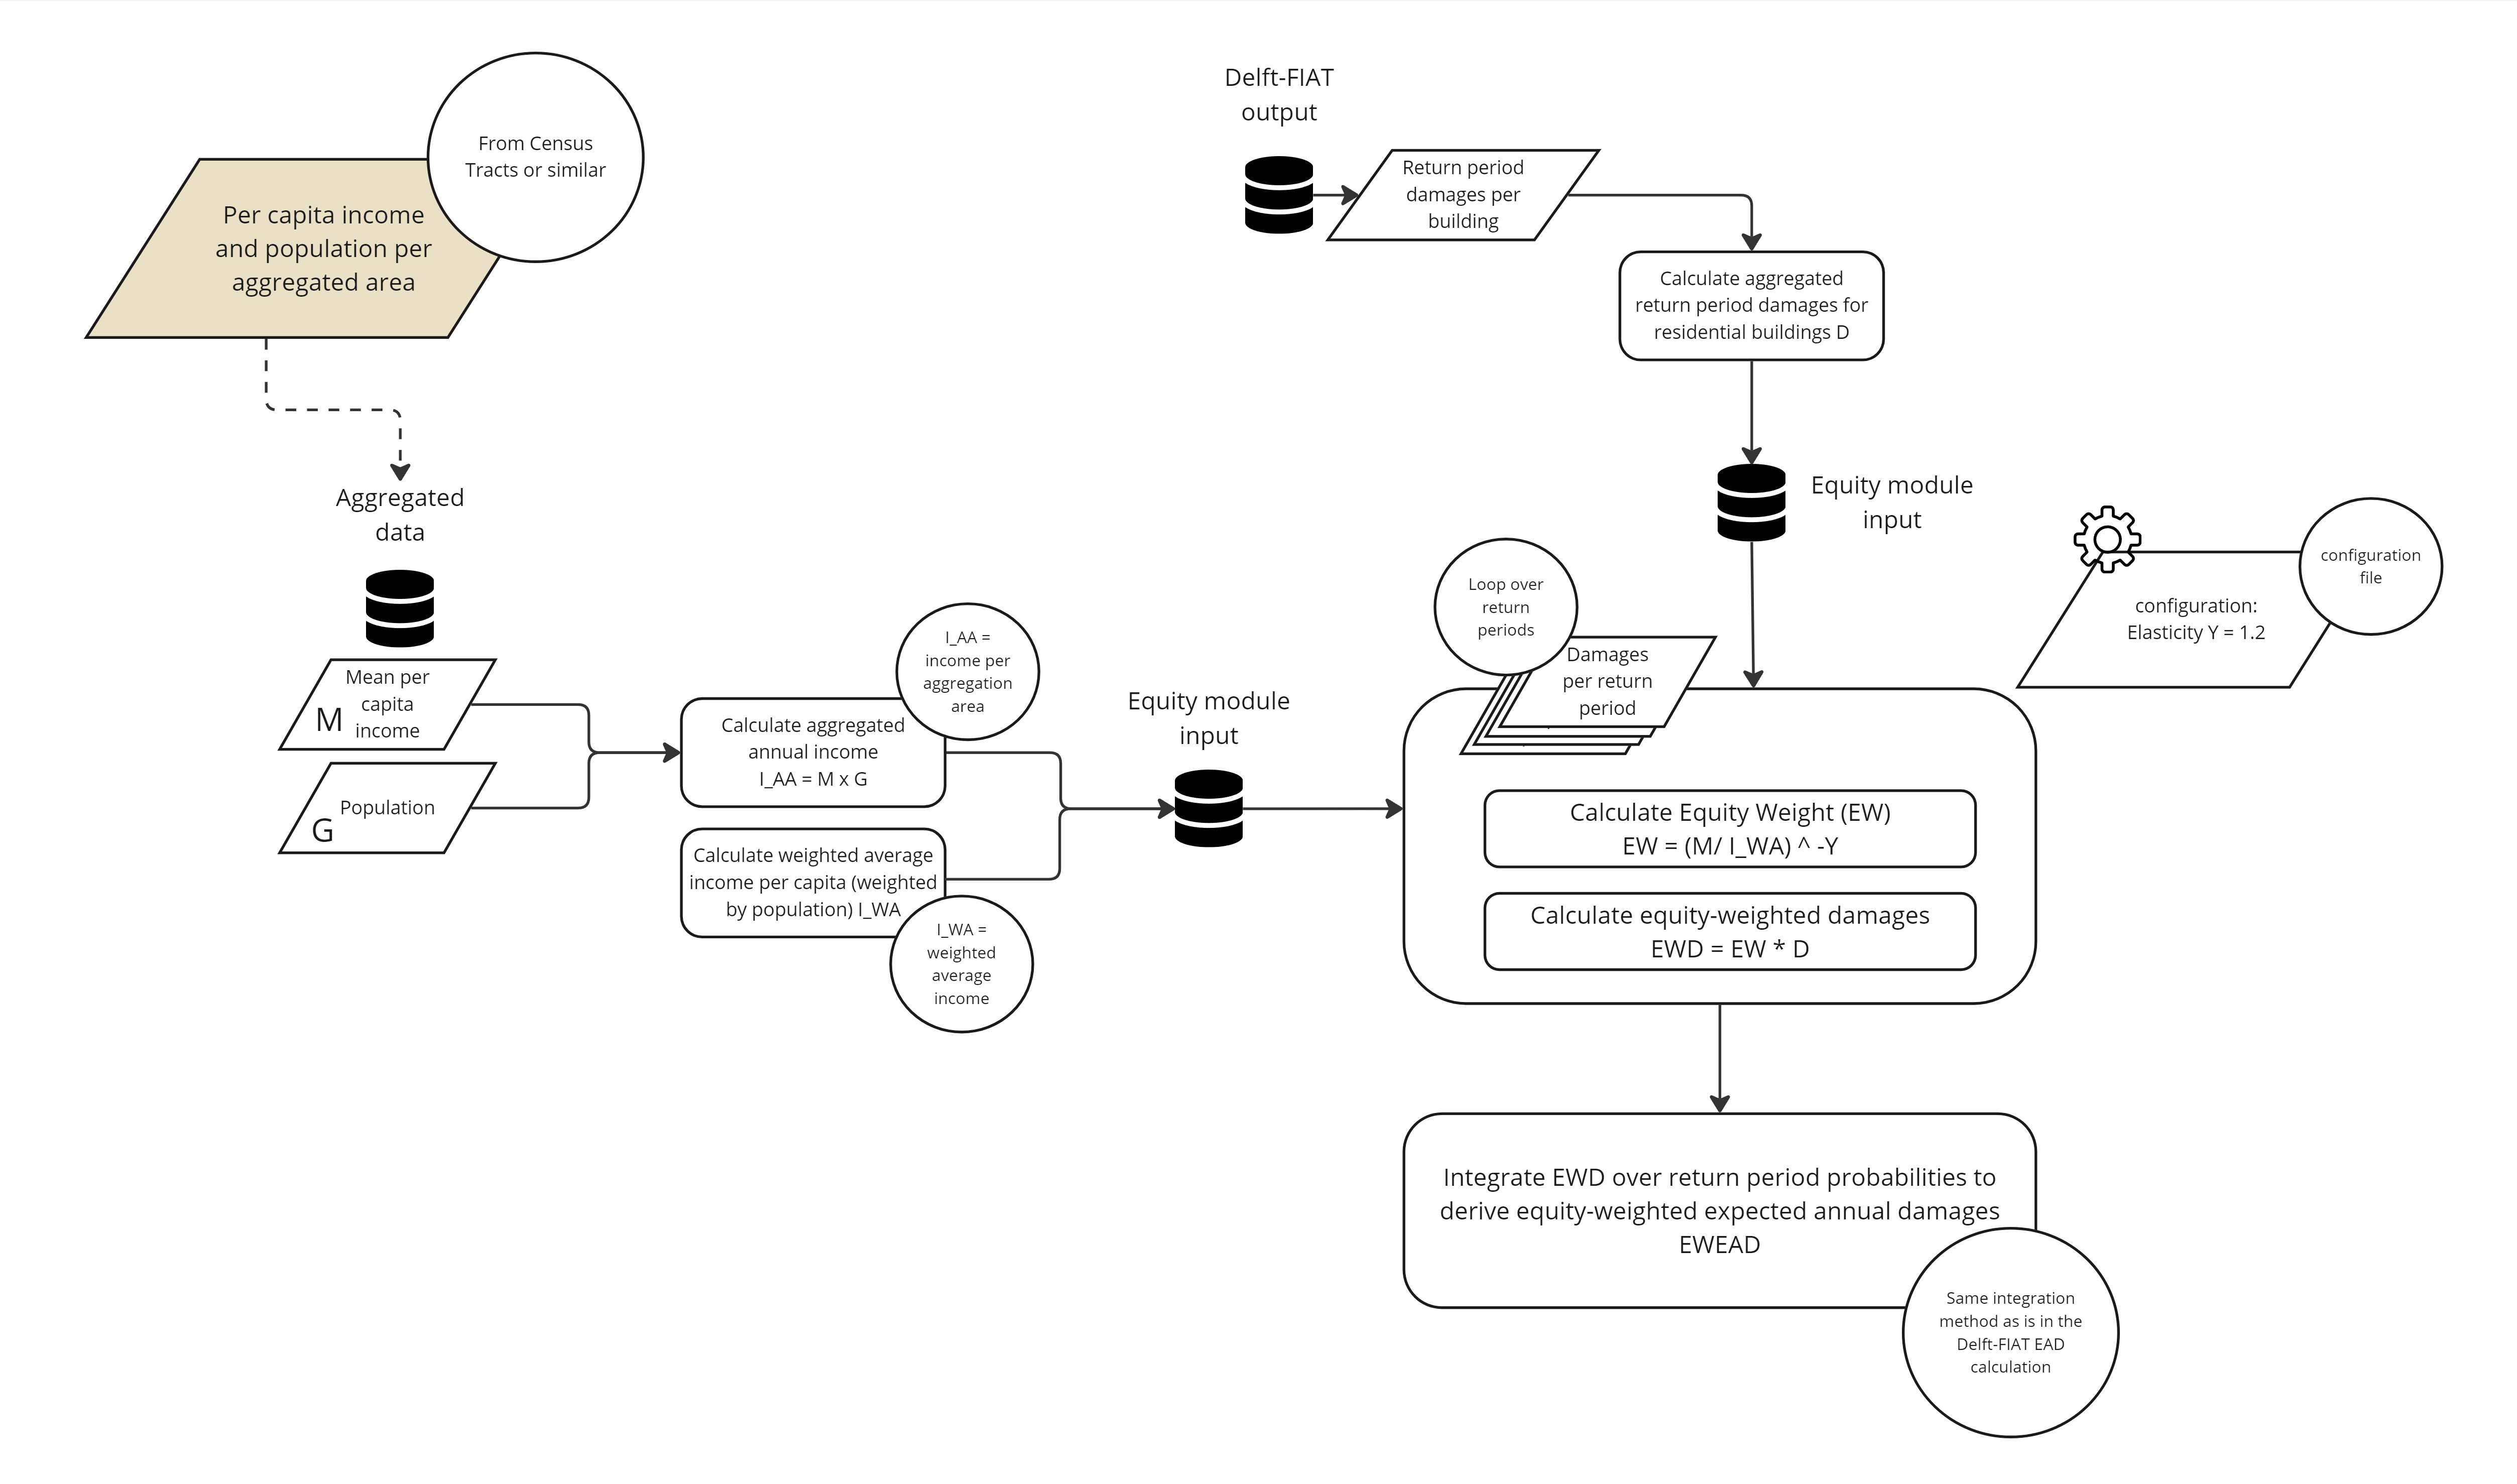 From Census
Tracts or similar
Per capita income
and population per
aggregated area
Aggregated
data
Mean per
capita
income
M
Population
G
I_AA =
income per
aggregation
area
Calculate aggregated
annual income
I_AA = M x G
Calculate weighted average
income per capita (weighted
by population) I_WA
I_WA =
weighted
average
income
Equity module
input
Delft-FIAT
output
Return period
damages per
building
Calculate aggregated
return period damages for
residential buildings D
Equity module
input
configuration
file
configuration:
Elasticity Y = 1.2
Loop over
return
periods
Damages
per return
period
Calculate Equity Weight (EW)
EW = (M/ I_WA) ^ -Y
Calculate equity-weighted damages
EWD = EW * D
Integrate EWD over return period probabilities to
derive equity-weighted expected annual damages
EWEAD
Same integration
method as is in the
Delft-FIAT EAD
calculation